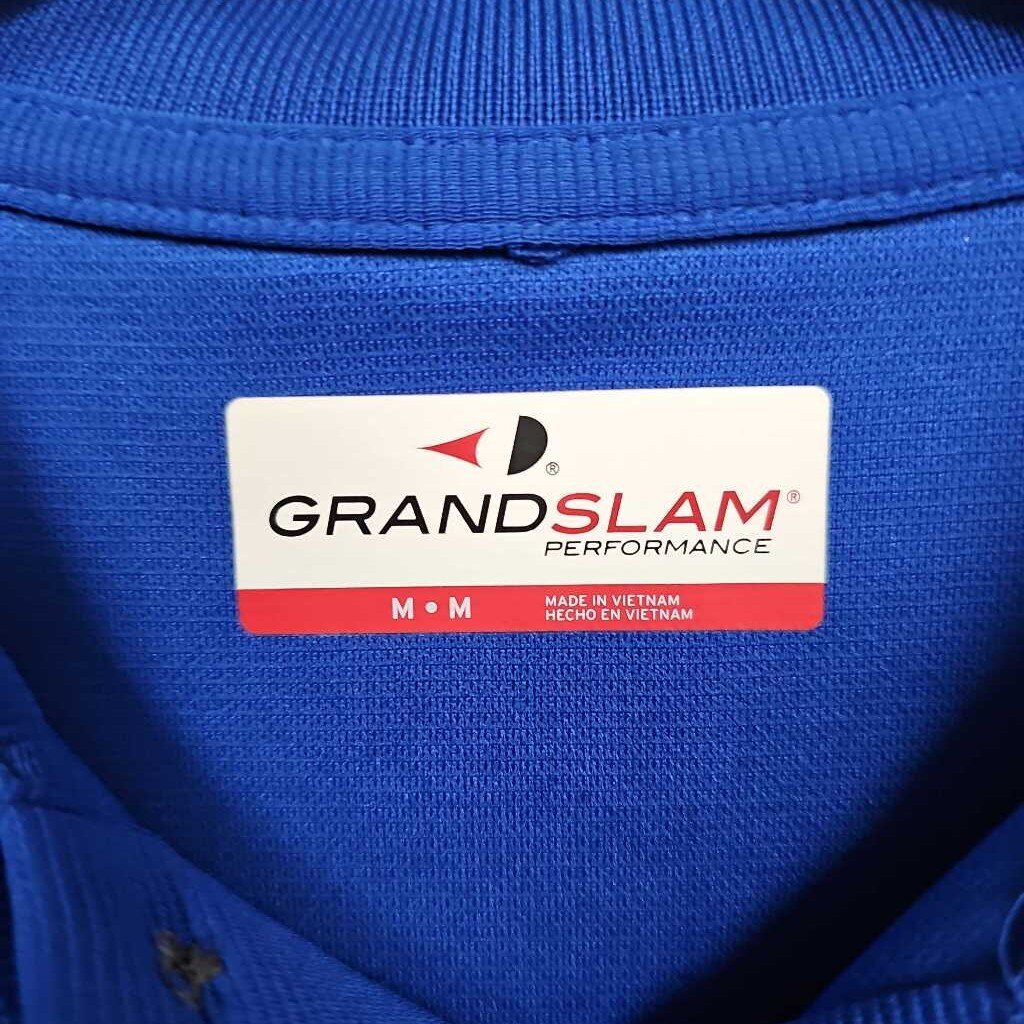 ®
GRANDSLAM®
PERFORMANCE
M • M
MADE IN VIETNAM
HECHO EN VIETNAM